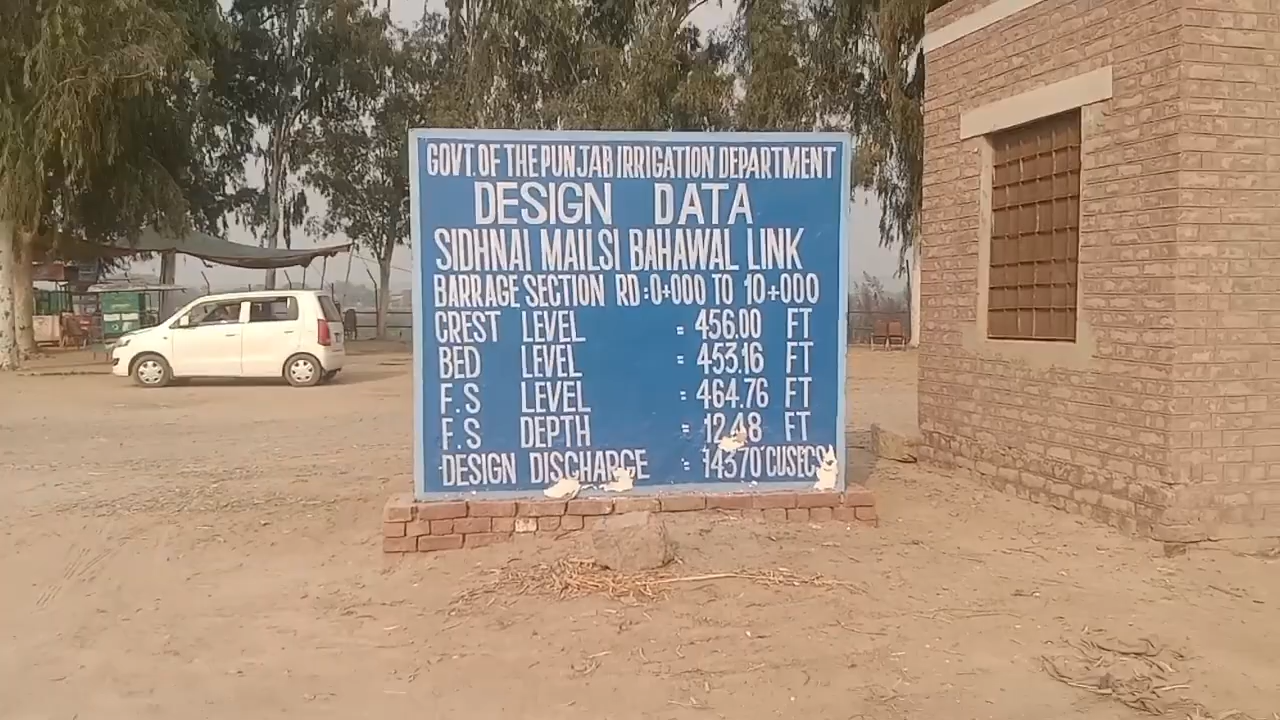 GOVT. OF THE PUNJAB IRRIGATION DEPARTMENT
DESIGN DATA
SIDHNAI MAILSI BAHAWAL LINK
BARRAGE SECTION RD:0+000 TO 10+000
CREST LEVEL = 456.00 FT
BED LEVEL = 453.16 FT
F.S LEVEL = 464.76 FT
F.S DEPTH = 12.48 FT
DESIGN DISCHARGE = 14370 CUSECS